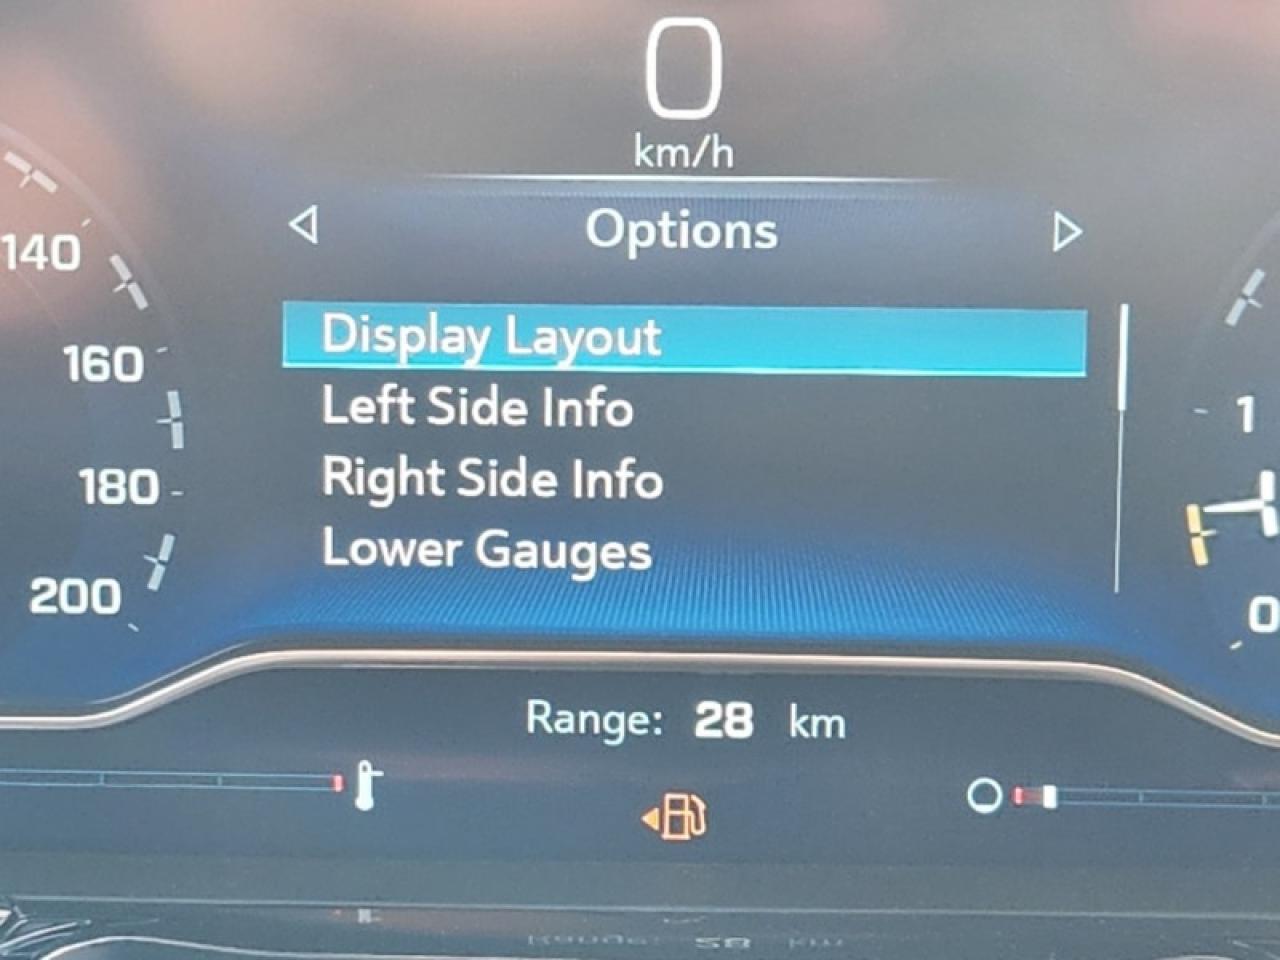 0
km/h
Options
Display Layout
Left Side Info
Right Side Info
Lower Gauges
140
160
180
200
1
0
Range: 28 km